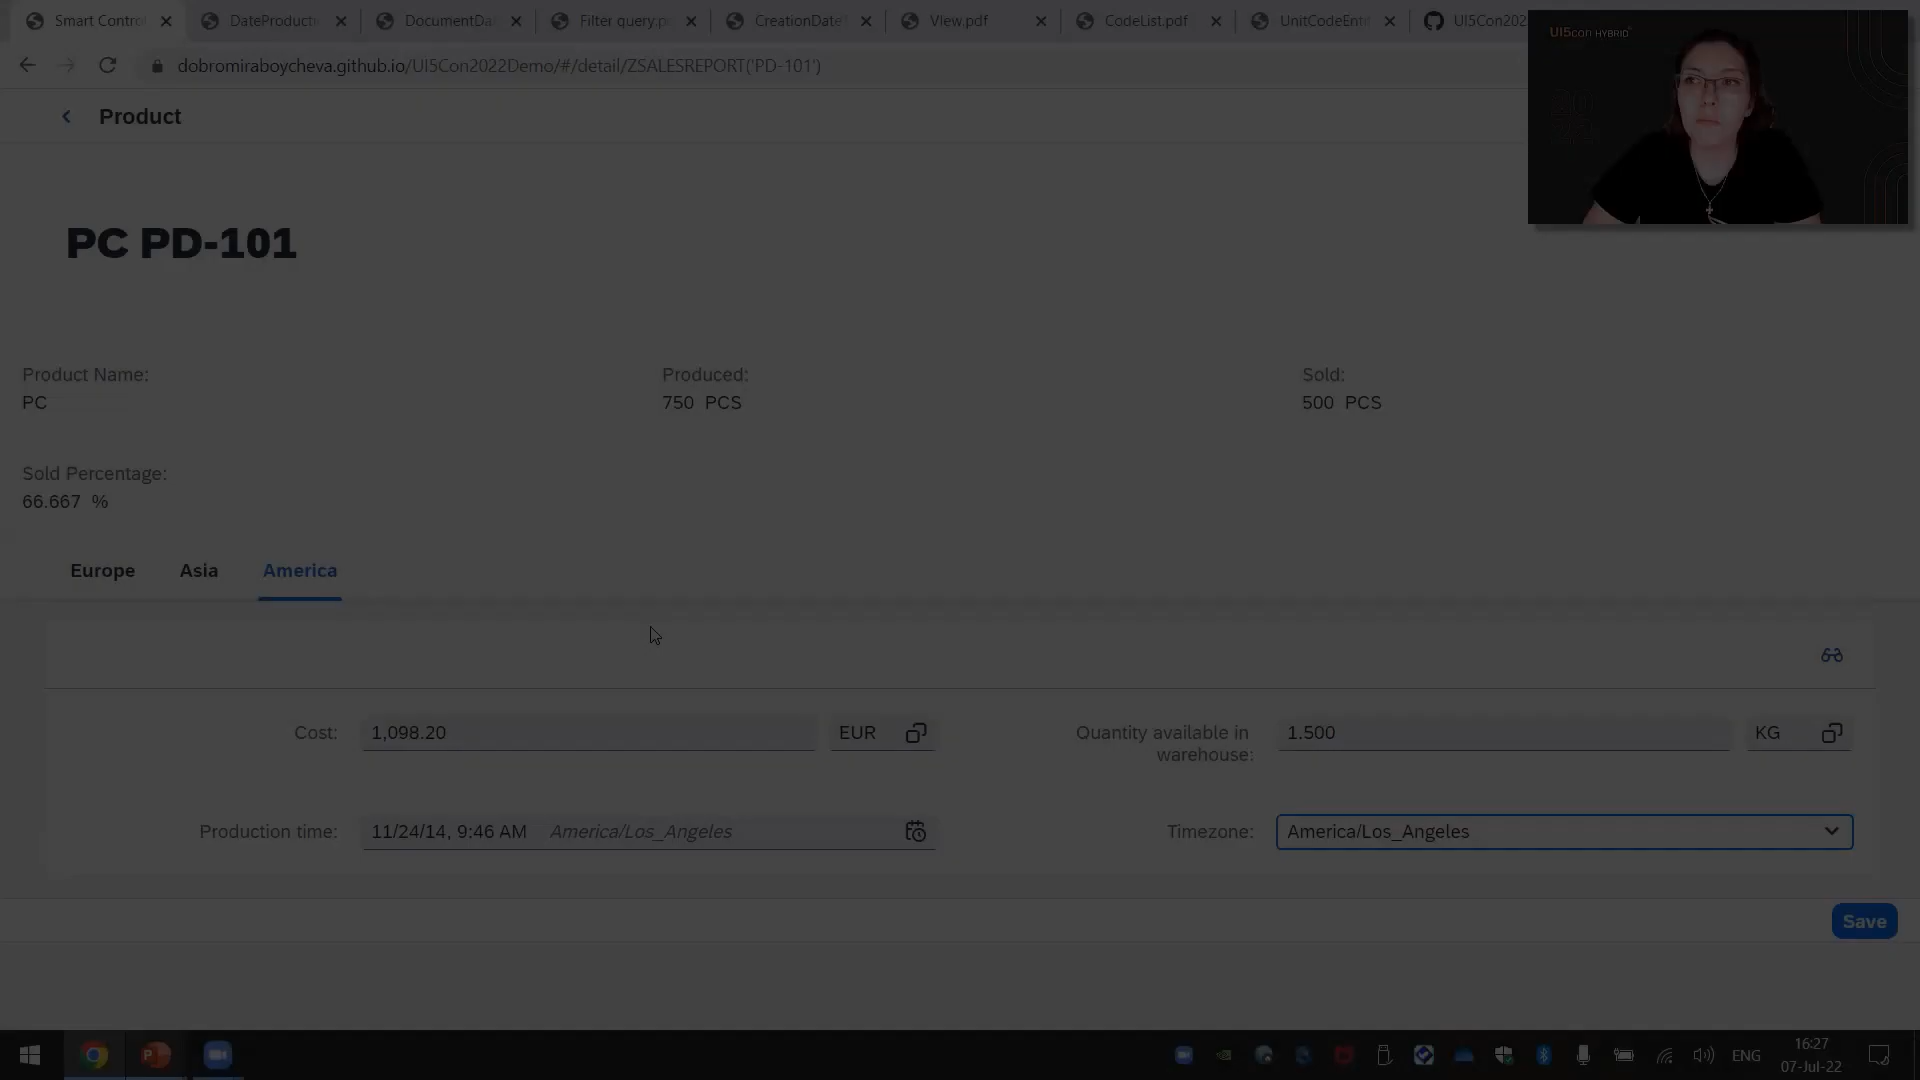 Smart Control
DateProducti
DocumentDa
Filter query.p
CreationDate
VIew.pdf
CodeList.pdf
UnitCodeEnti
UI5Con202
UI5con HYBRID
dobromiraboycheva.github.io/UI5Con2022Demo/#/detail/ZSALESREPORT('PD-101')
Product
PC PD-101
Product Name:
PC
Produced:
750 PCS
Sold:
500 PCS
Sold Percentage:
66.667 %
Europe
Asia
America
Cost:
1,098.20
EUR
Quantity available in
warehouse:
1.500
KG
Production time:
11/24/14, 9:46 AM America/Los_Angeles
Timezone:
America/Los_Angeles
Save
ENG
16:27
07-Jul-22